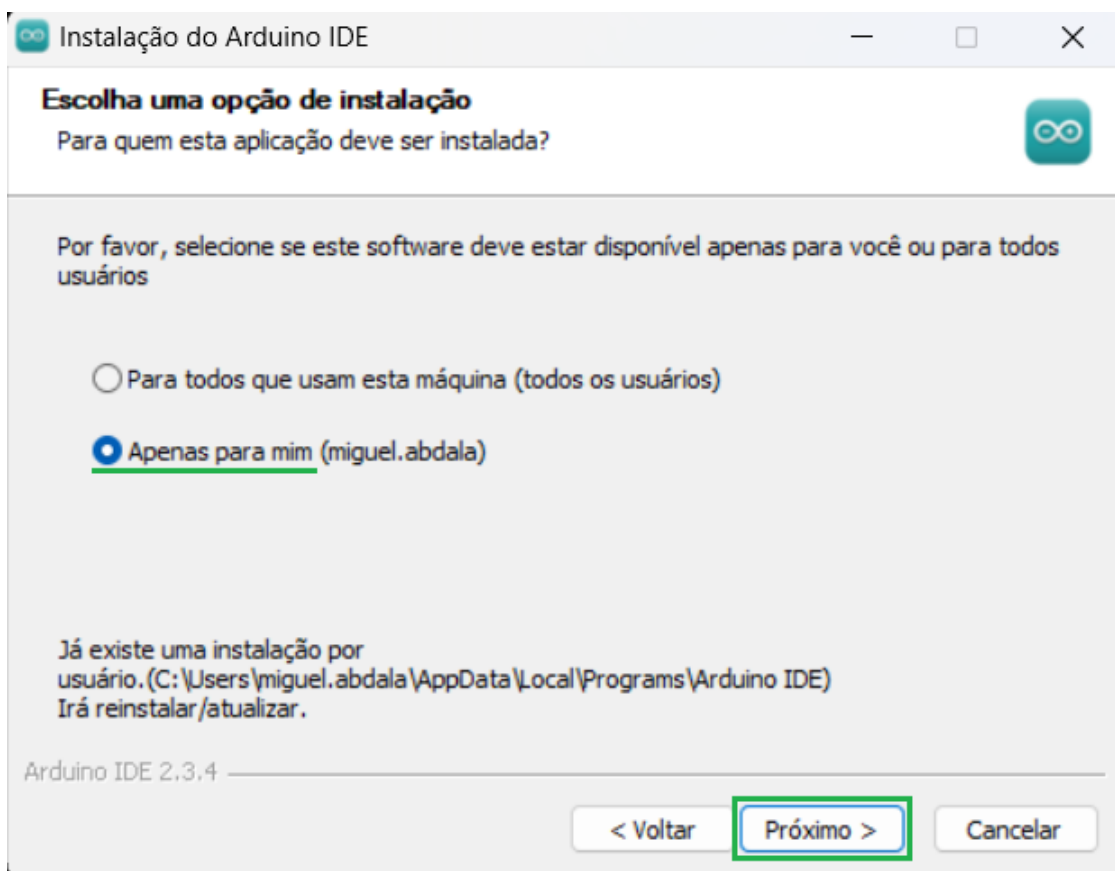 Instalação do Arduino IDE
Escolha uma opção de instalação
Para quem esta aplicação deve ser instalada?
Por favor, selecione se este software deve estar disponível apenas para você ou para todos
usuários
Para todos que usam esta máquina (todos os usuários)
Apenas para mim (miguel.abdala)
Já existe uma instalação por
usuário.(C:\Users\miguel.abdala\AppData\Local\Programs\Arduino IDE)
Irá reinstalar/atualizar.
Arduino IDE 2.3.4
< Voltar Próximo > Cancelar